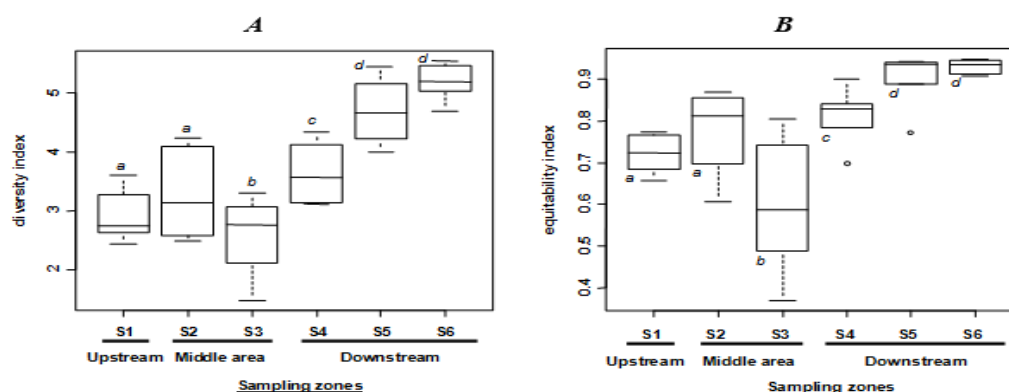 A
diversity index
5
4
3
2
a
a
b
c
d
d
S1 S2 S3 S4 S5 S6
Upstream Middle area Downstream
Sampling zones
B
equitability index
0.9
0.8
0.7
0.6
0.5
0.4
a
a
b
c
d
d
S1 S2 S3 S4 S5 S6
Upstream Middle area Downstream
Sampling zones